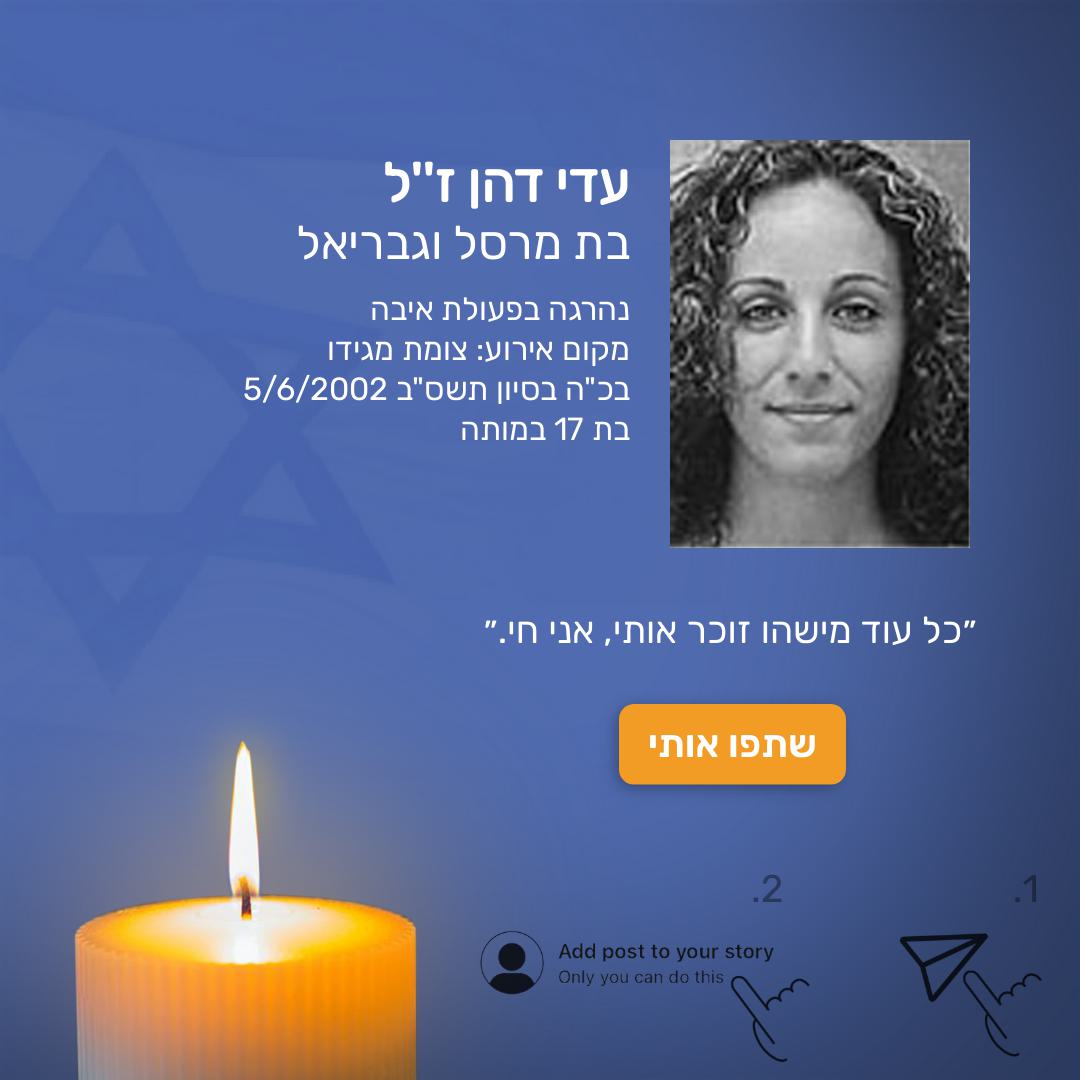 עדי דהן ז"ל
בת מרסל וגבריאל
נהרגה בפעולת איבה
מקום אירוע: צומת מגידו
בכ"ה בסיון תשס"ב 5/6/2002
בת 17 במותה
״כל עוד מישהו זוכר אותי, אני חי.״
שתפו אותי
1.
2.
Add post to your story
Only you can do this